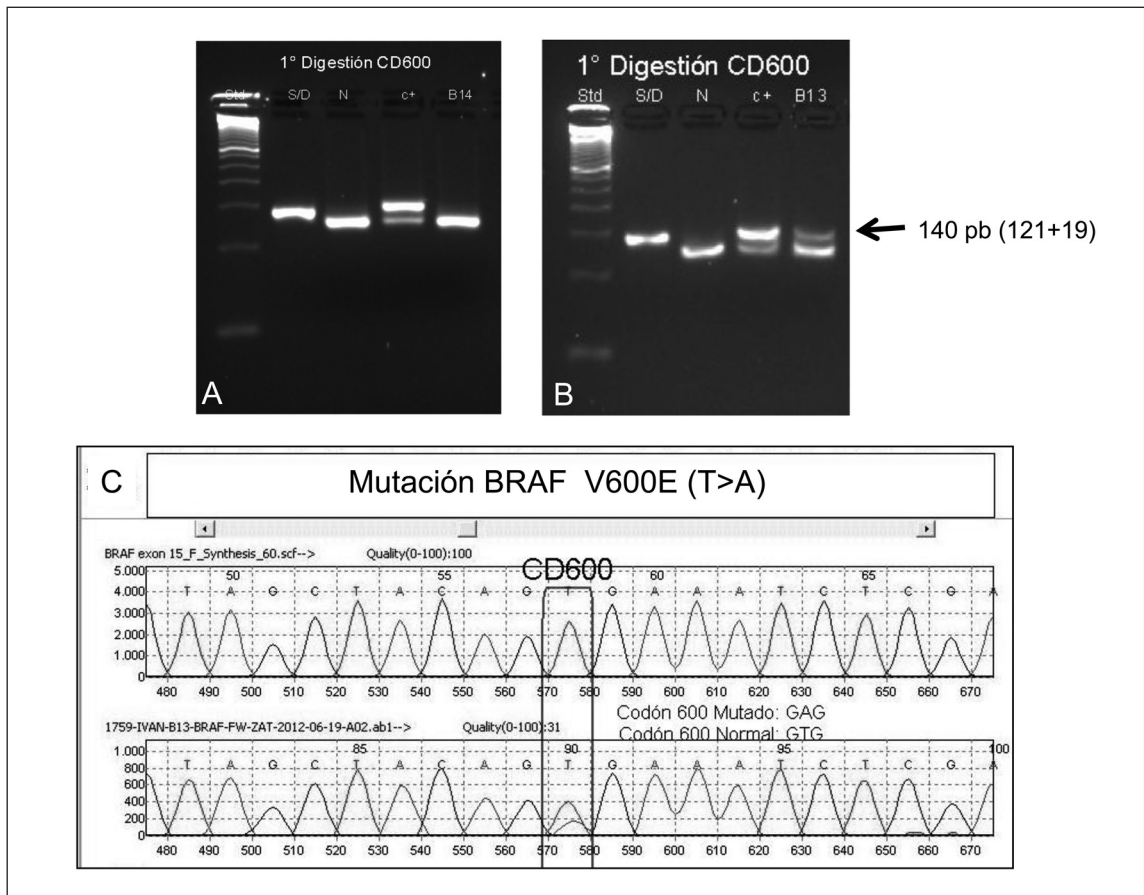 1° Digestión CD600
Std S/D N c+ B14
A
1° Digestión CD600
Std S/D N c+ B13
B
140 pb (121+19)
C
Mutación BRAF V600E (T>A)
BRAF exon 15_F_Synthesis_60.scf--> Quality(0-100):100
CD600
50 55 60 65
T A G C T A C A G T G A A A T C T C G A
5.000
4.000
3.000
2.000
1.000
0
480 490 500 510 520 530 540 550 560 570 580 590 600 610 620 630 640 650 660 670
Codón 600 Mutado: GAG
1759-IVAN-B13-BRAF-FW-ZAT-2012-06-19-A02.ab1--> Quality(0-100):31
Codón 600 Normal: GTG
85 90 95 100
T A G C T A C A G T G A A A T C T C G A
1.000
800
600
400
200
0
480 490 500 510 520 530 540 550 560 570 580 590 600 610 620 630 640 650 660 670